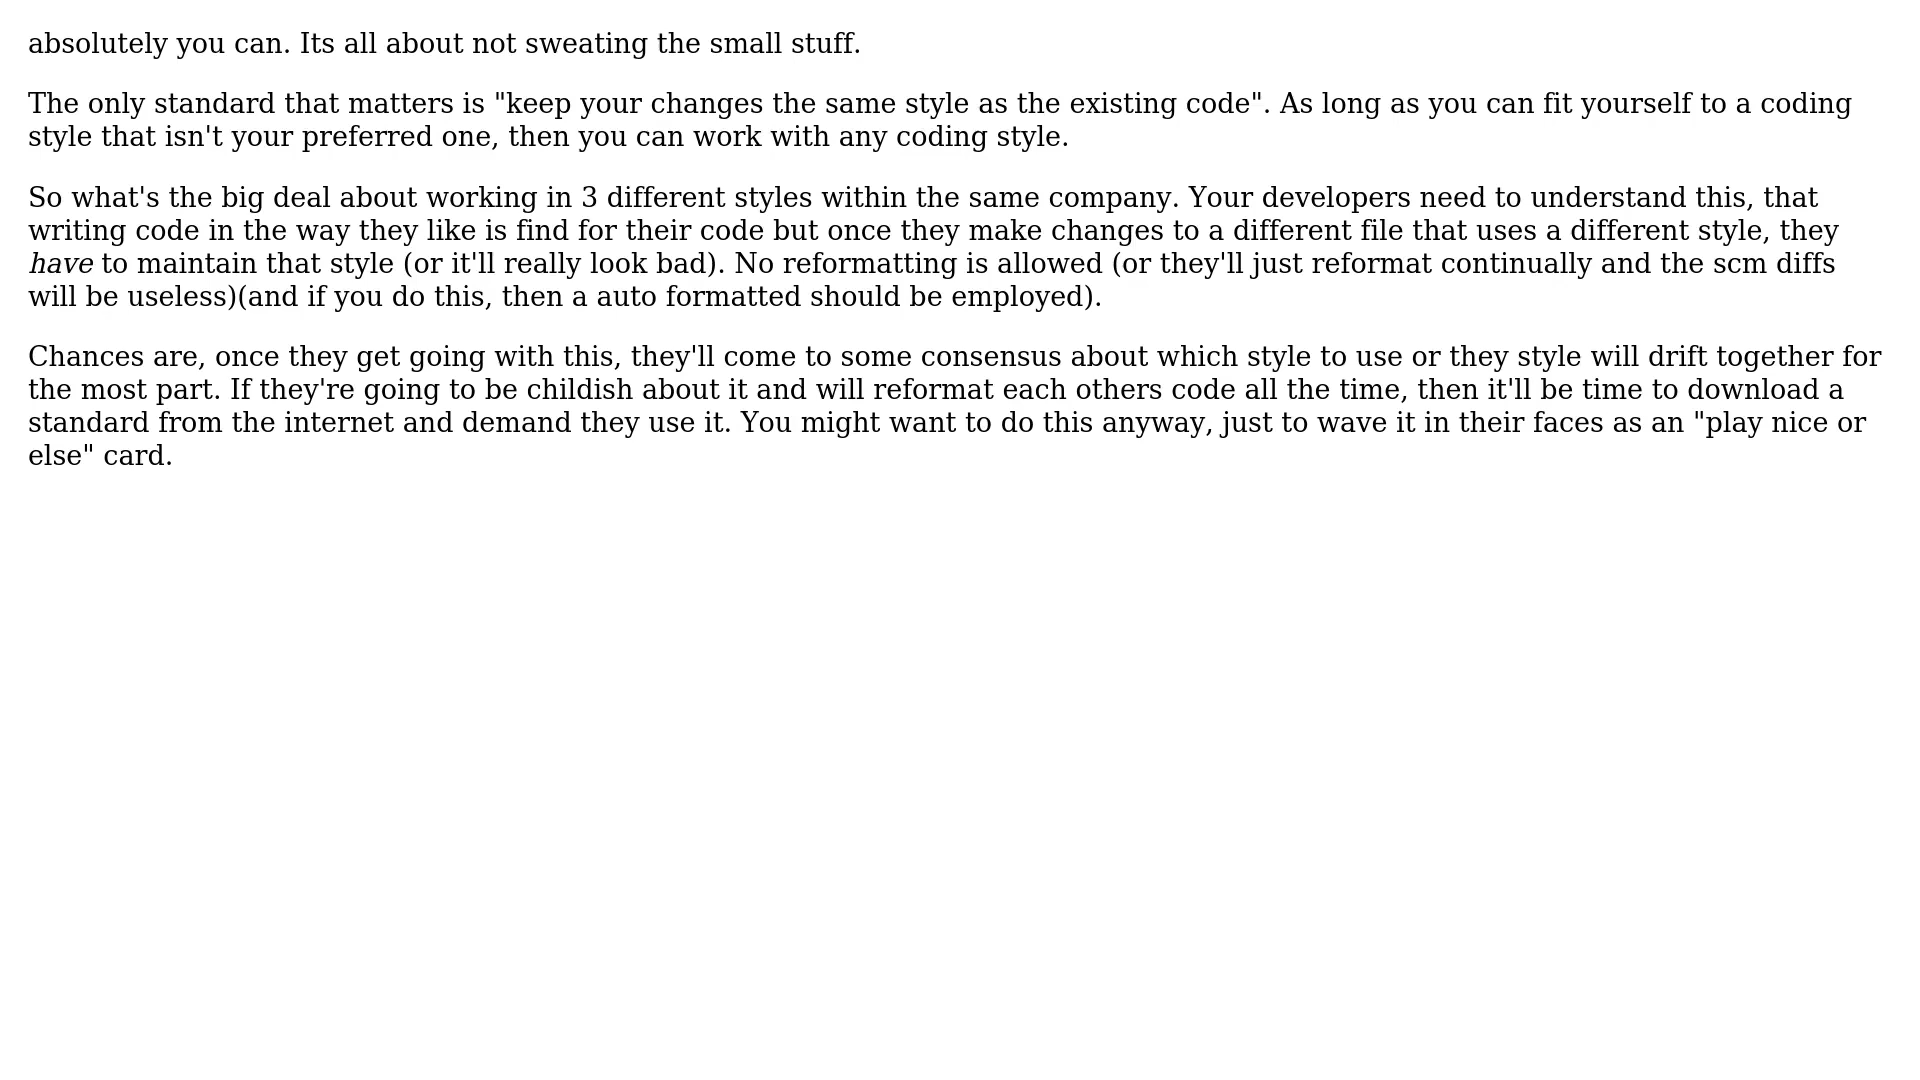 absolutely you can. Its all about not sweating the small stuff.
The only standard that matters is "keep your changes the same style as the existing code". As long as you can fit yourself to a coding
style that isn't your preferred one, then you can work with any coding style.
So what's the big deal about working in 3 different styles within the same company. Your developers need to understand this, that
writing code in the way they like is find for their code but once they make changes to a different file that uses a different style, they
have to maintain that style (or it'll really look bad). No reformatting is allowed (or they'll just reformat continually and the scm diffs
will be useless)(and if you do this, then a auto formatted should be employed).
Chances are, once they get going with this, they'll come to some consensus about which style to use or they style will drift together for
the most part. If they're going to be childish about it and will reformat each others code all the time, then it'll be time to download a
standard from the internet and demand they use it. You might want to do this anyway, just to wave it in their faces as an "play nice or
else" card.